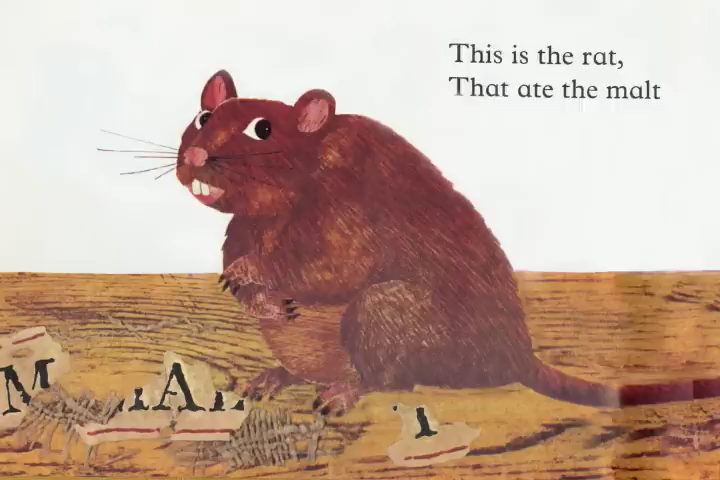 This is the rat,
That ate the malt
M
A